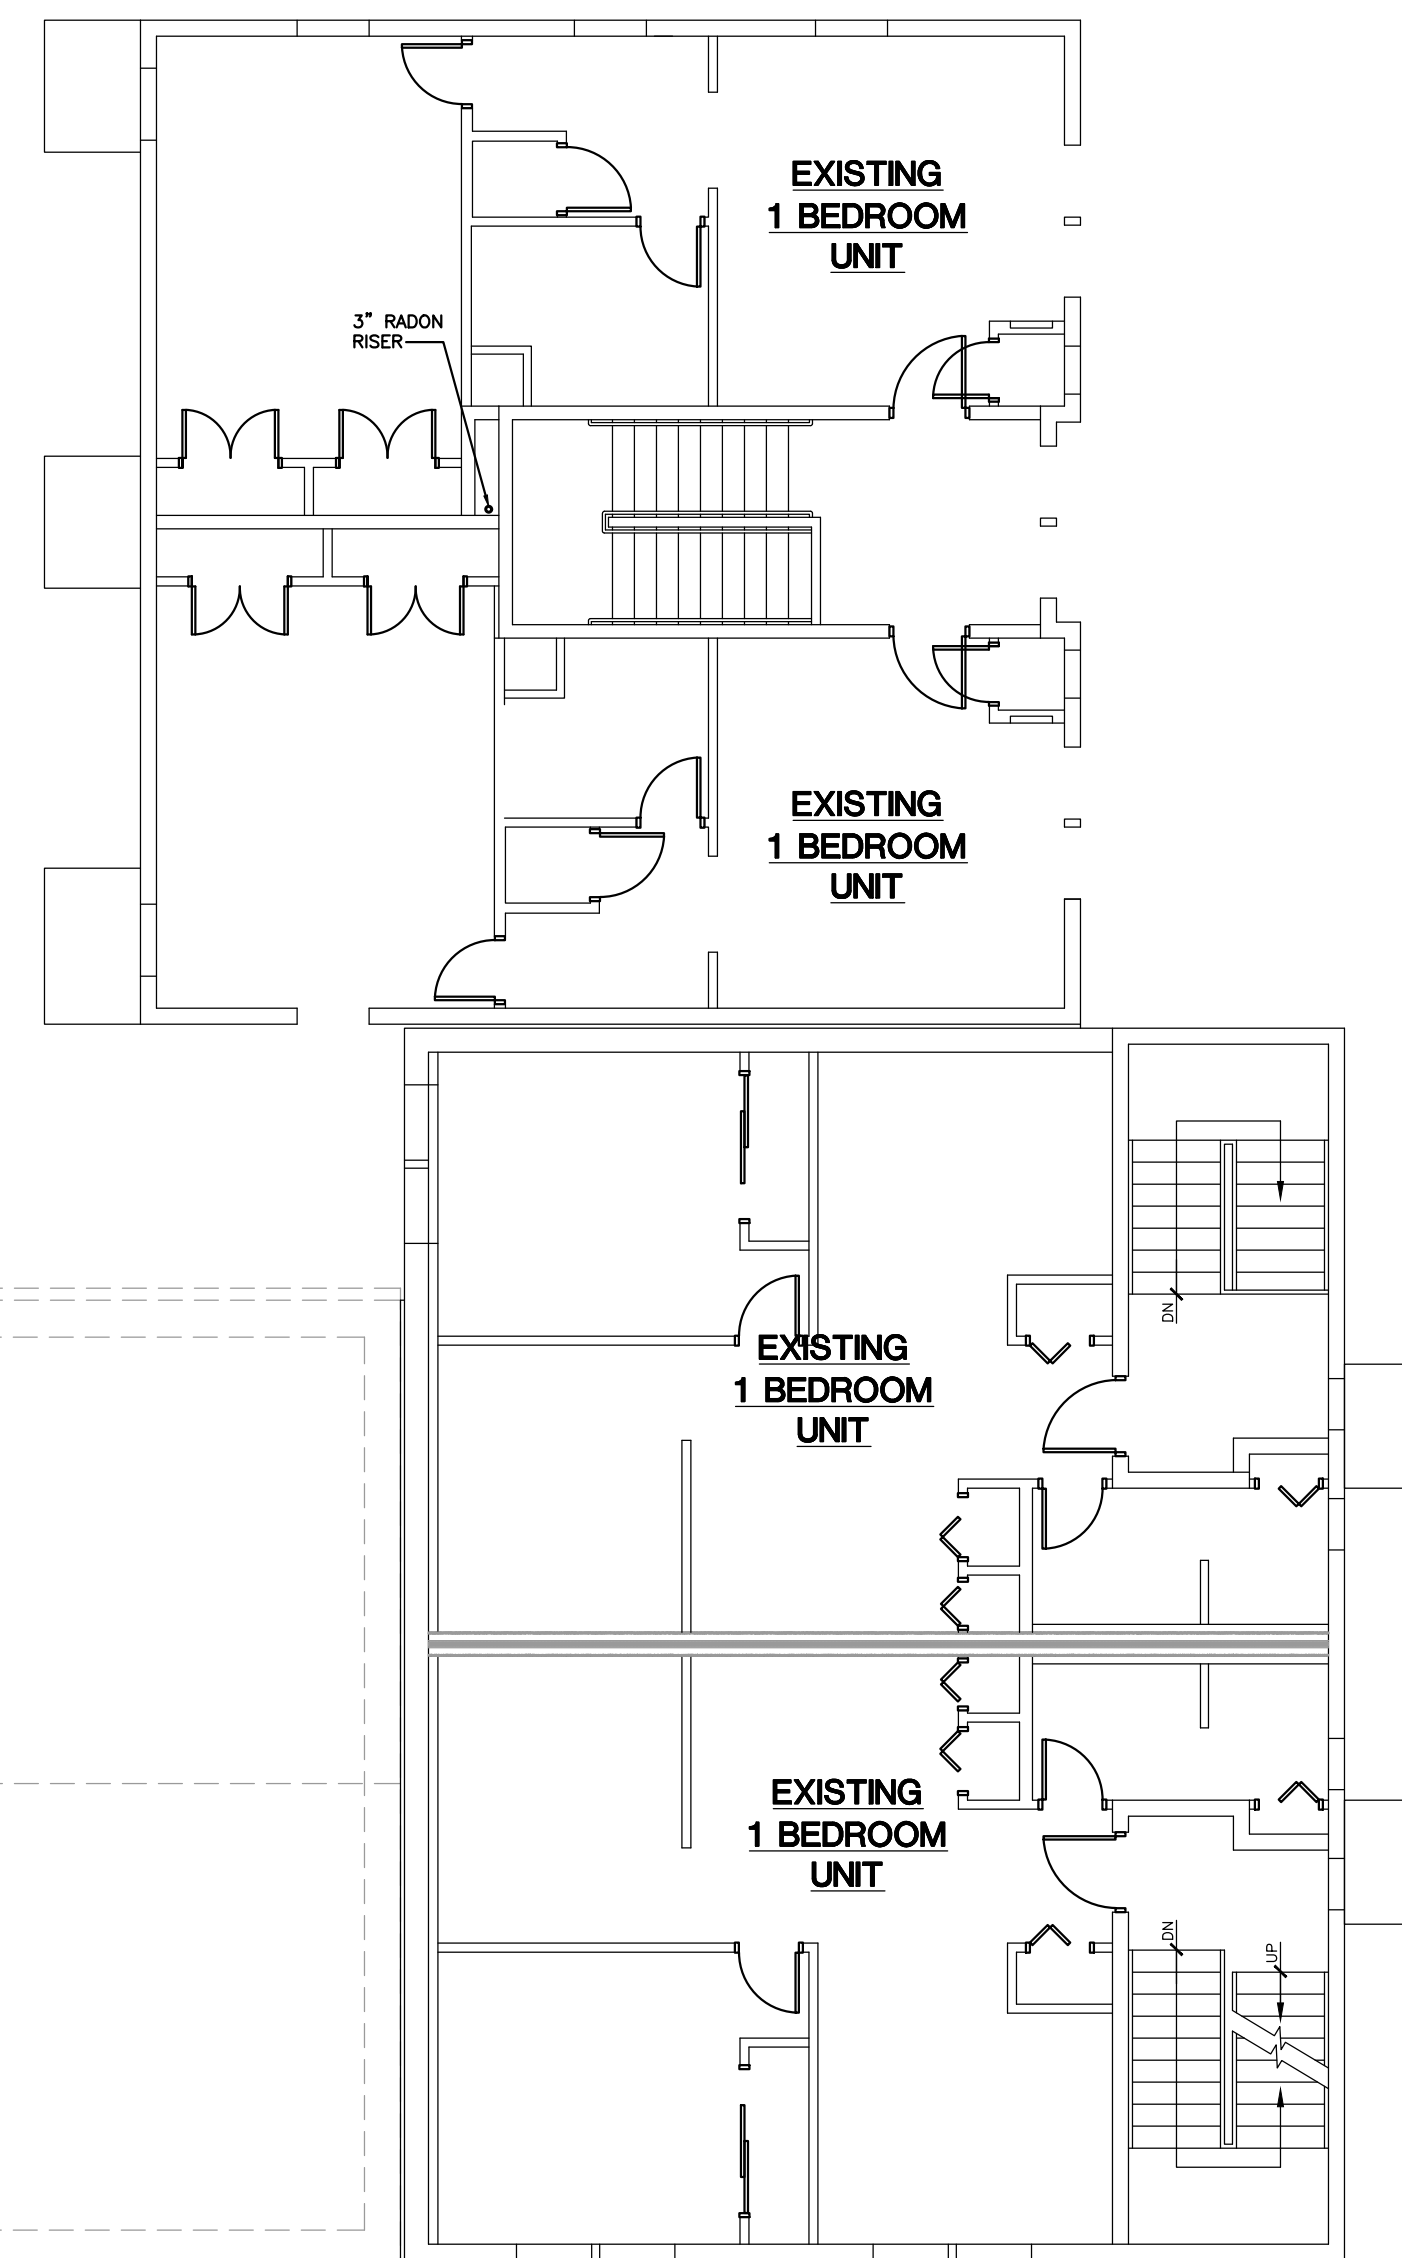 EXISTING
1 BEDROOM
UNIT
3" RADON
RISER
EXISTING
1 BEDROOM
UNIT
DN
EXISTING
1 BEDROOM
UNIT
EXISTING
1 BEDROOM
UNIT
DN
UP